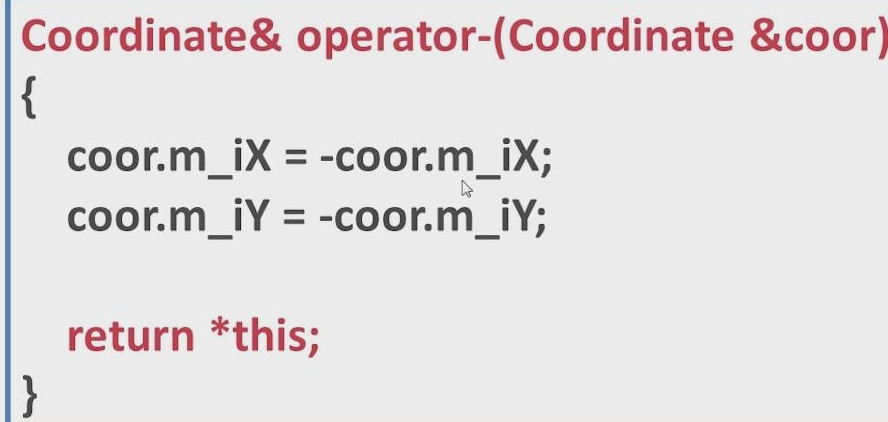 Coordinate& operator-(Coordinate &coor)
{
coor.m_iX = -coor.m_iX;
coor.m_iY = -coor.m_iY;
return *this;
}